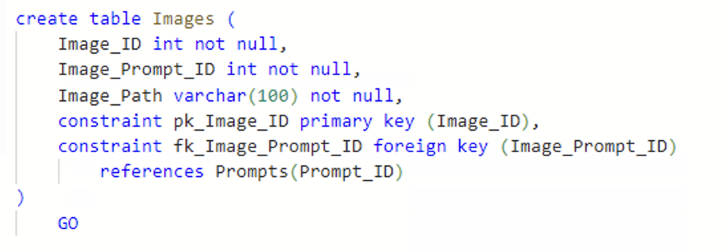 create table Images (
    Image_ID int not null,
    Image_Prompt_ID int not null,
    Image_Path varchar(100) not null,
    constraint pk_Image_ID primary key (Image_ID),
    constraint fk_Image_Prompt_ID foreign key (Image_Prompt_ID)
        references Prompts(Prompt_ID)
)
    GO